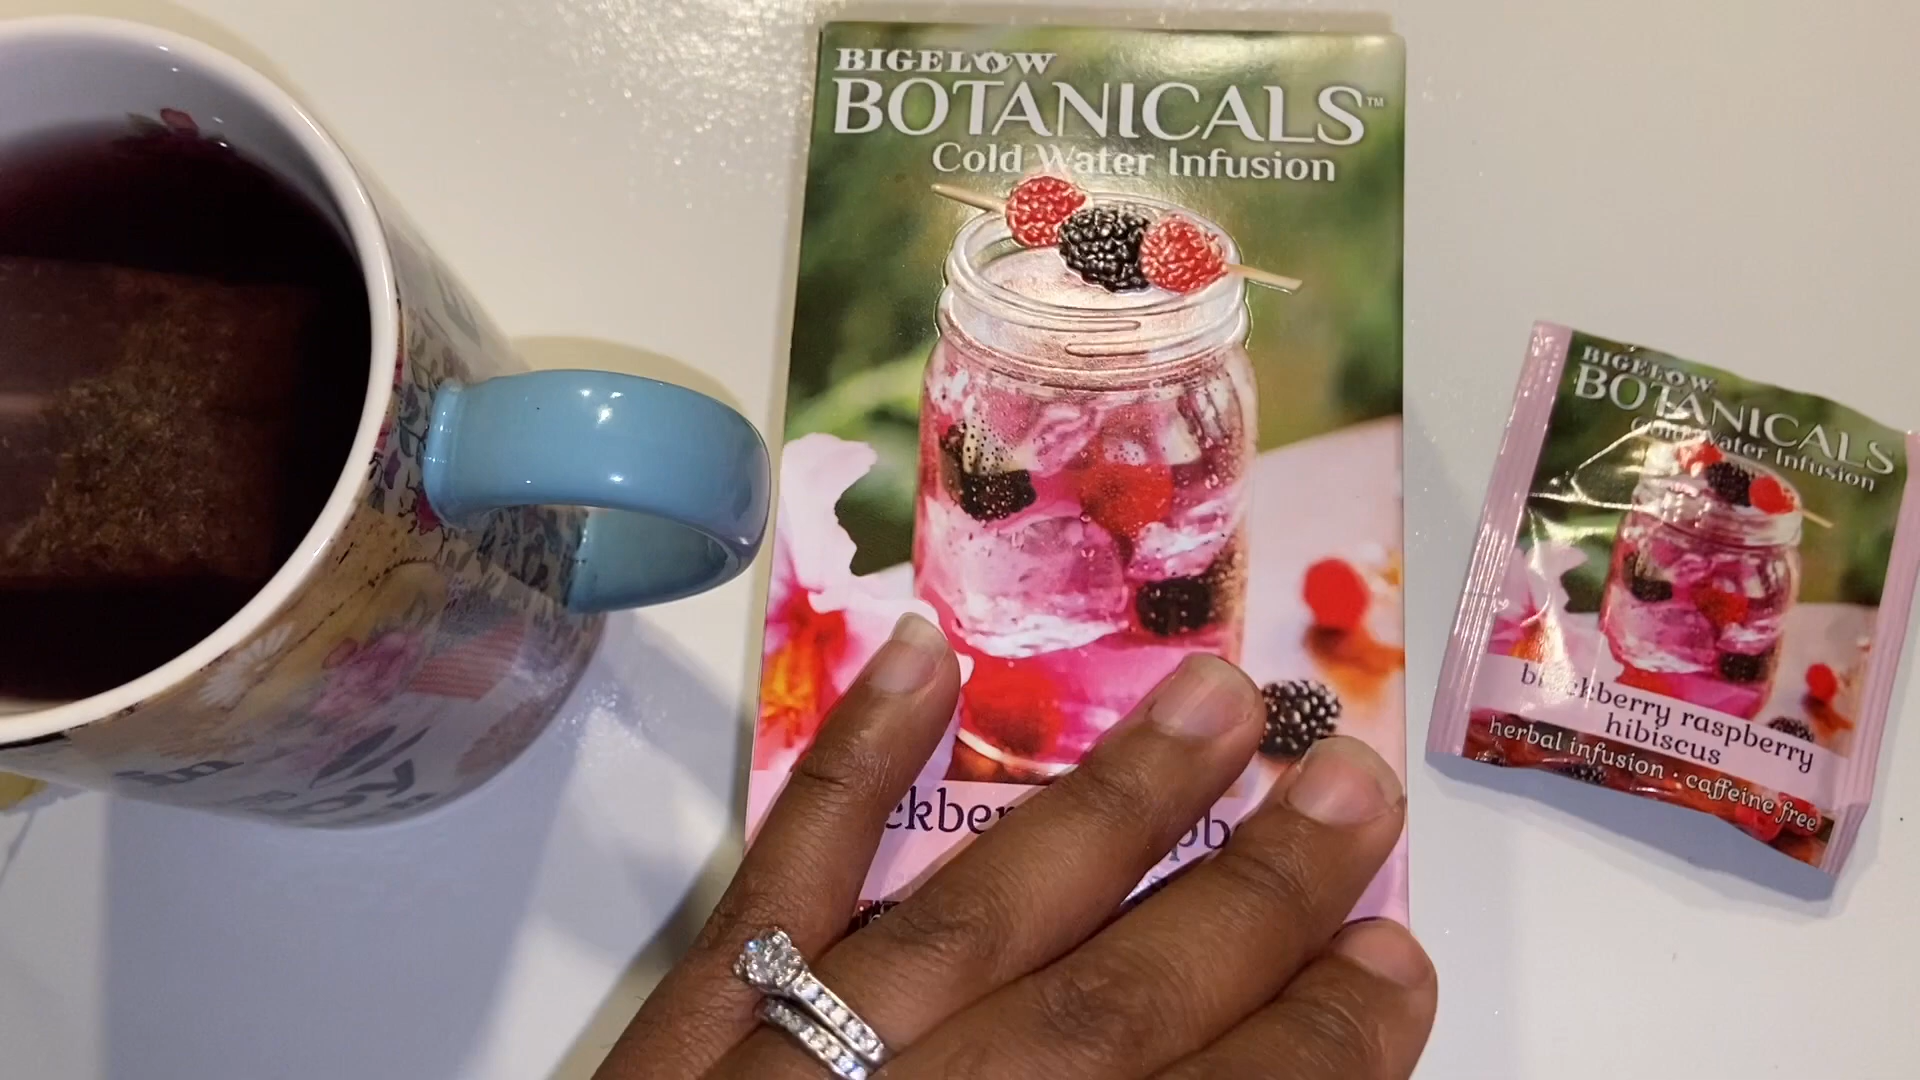 BIGELOW
BOTANICALS™
Cold Water Infusion
BIGELOW
BOTANICALS
Cold Water Infusion
blackberry raspberry
hibiscus
herbal infusion · caffeine free